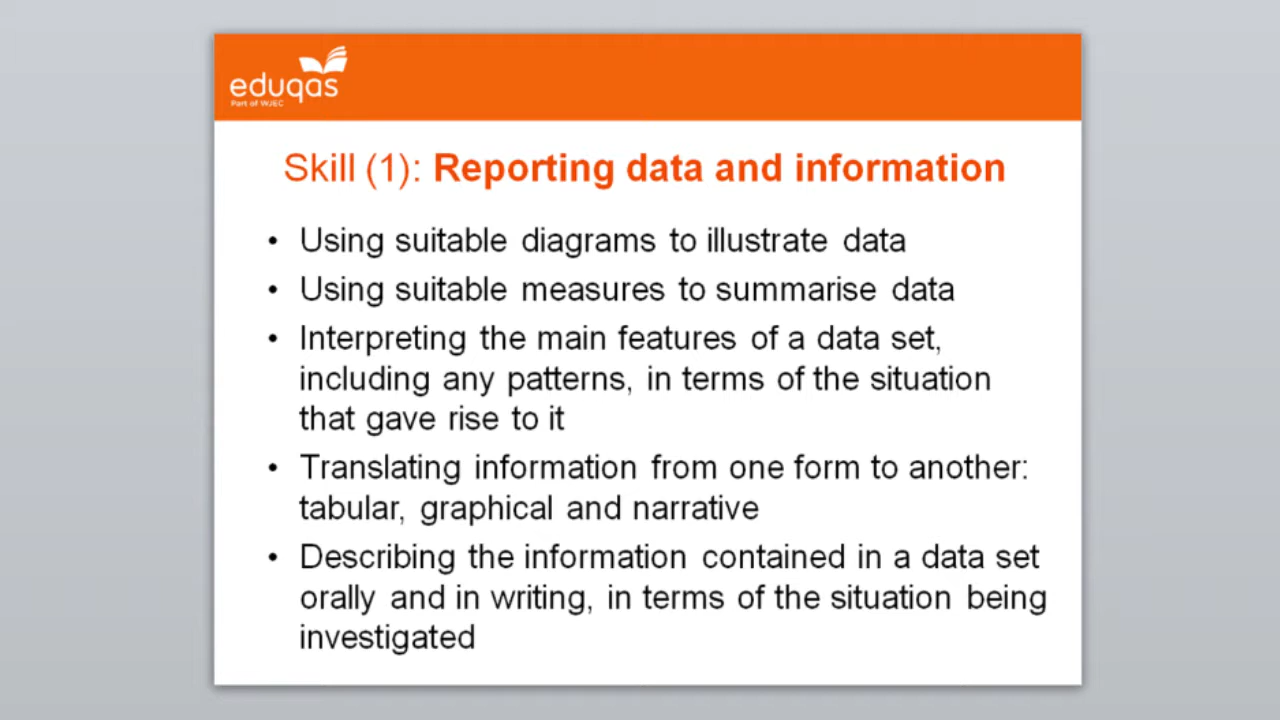 eduqas
Part of WJEC
Skill (1): Reporting data and information
• Using suitable diagrams to illustrate data
• Using suitable measures to summarise data
• Interpreting the main features of a data set,
including any patterns, in terms of the situation
that gave rise to it
• Translating information from one form to another:
tabular, graphical and narrative
• Describing the information contained in a data set
orally and in writing, in terms of the situation being
investigated